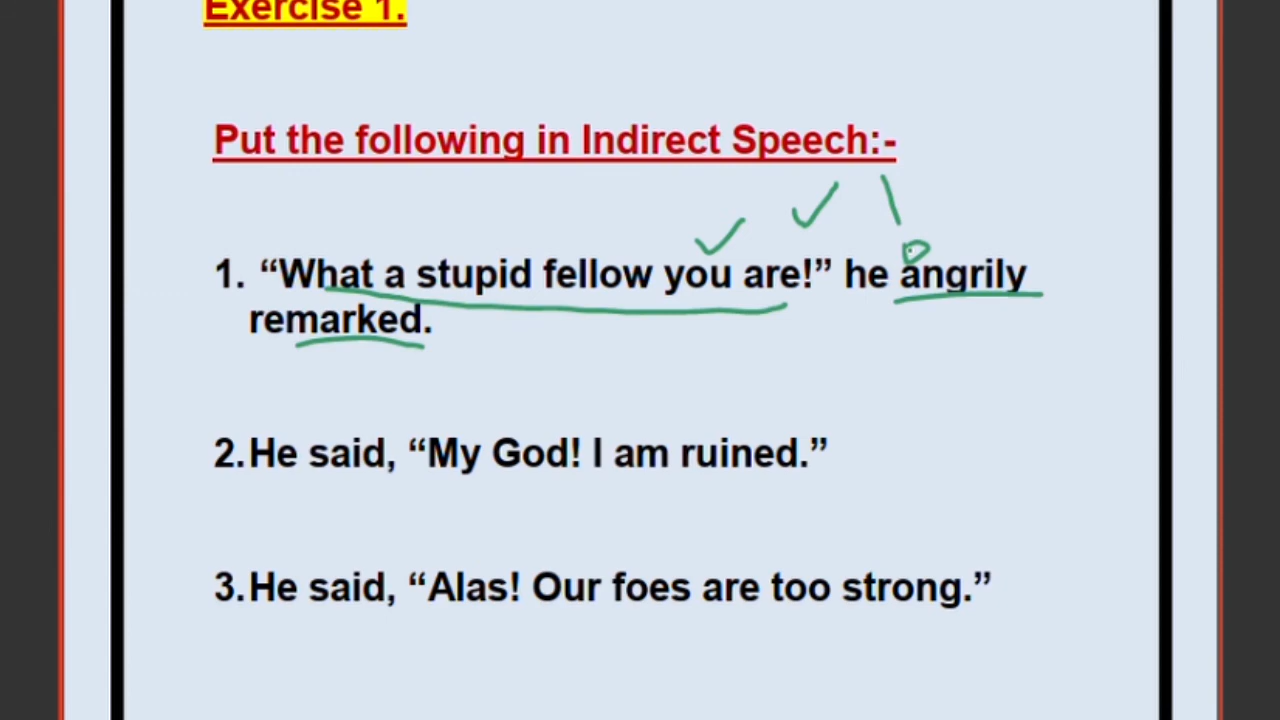 Exercise 1.
Put the following in Indirect Speech:-
1. “What a stupid fellow you are!” he angrily
remarked.
2.He said, “My God! I am ruined.”
3.He said, “Alas! Our foes are too strong.”